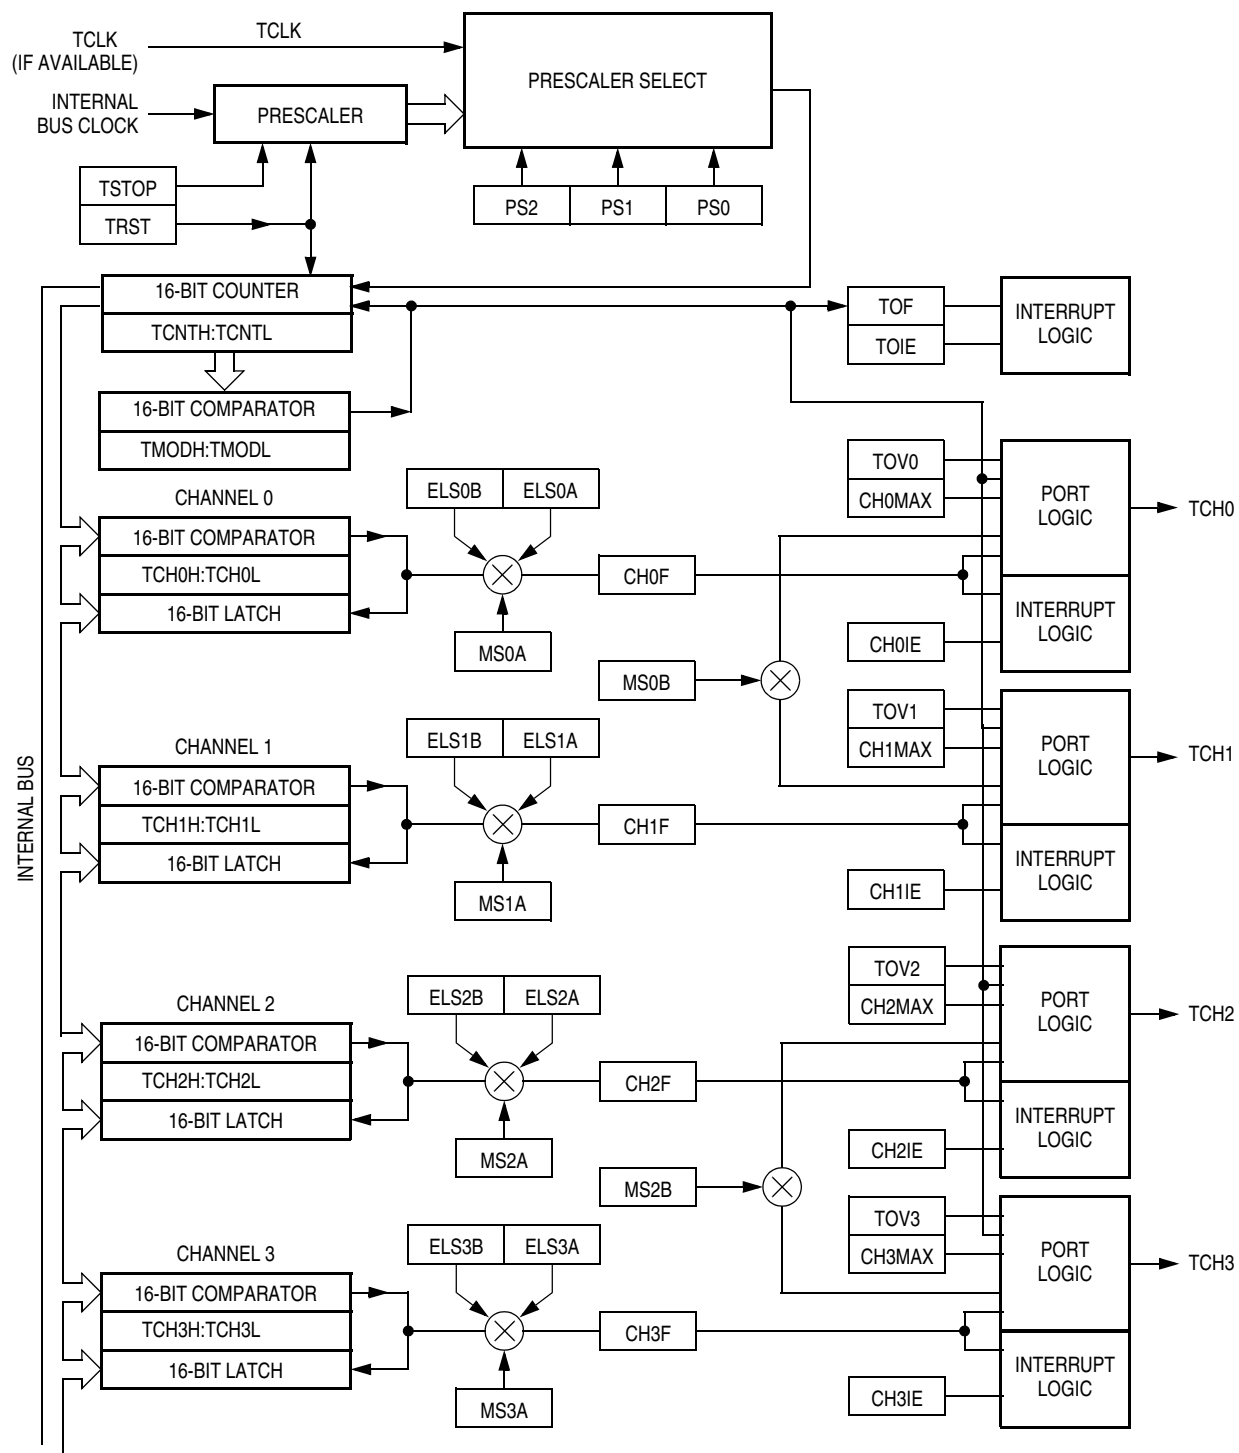 TCLK
(IF AVAILABLE)
TCLK
PRESCALER SELECT
INTERNAL
BUS CLOCK
PRESCALER
TSTOP
TRST
PS2
PS1
PS0
16-BIT COUNTER
TCNTH:TCNTL
TOF
TOIE
INTERRUPT
LOGIC
16-BIT COMPARATOR
TMODH:TMODL
INTERNAL BUS
CHANNEL 0
16-BIT COMPARATOR
TCH0H:TCH0L
16-BIT LATCH
ELS0B
ELS0A
MS0A
CH0F
TOV0
CH0MAX
PORT
LOGIC
TCH0
INTERRUPT
LOGIC
CH0IE
MS0B
CHANNEL 1
16-BIT COMPARATOR
TCH1H:TCH1L
16-BIT LATCH
ELS1B
ELS1A
MS1A
CH1F
TOV1
CH1MAX
PORT
LOGIC
TCH1
INTERRUPT
LOGIC
CH1IE
CHANNEL 2
16-BIT COMPARATOR
TCH2H:TCH2L
16-BIT LATCH
ELS2B
ELS2A
MS2A
CH2F
TOV2
CH2MAX
PORT
LOGIC
TCH2
INTERRUPT
LOGIC
CH2IE
MS2B
CHANNEL 3
16-BIT COMPARATOR
TCH3H:TCH3L
16-BIT LATCH
ELS3B
ELS3A
MS3A
CH3F
TOV3
CH3MAX
PORT
LOGIC
TCH3
INTERRUPT
LOGIC
CH3IE